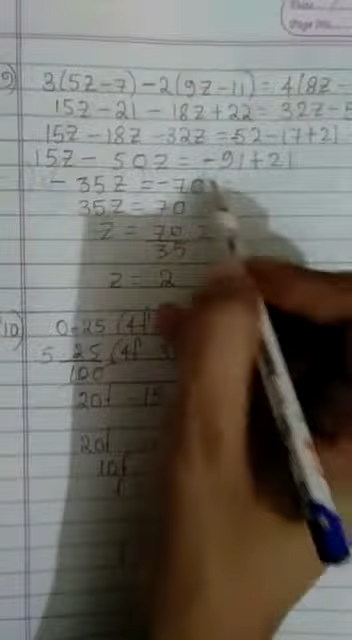 9) 3(5z-7)-2(9z-11)=4(8z-
15z-21-18z+22=32z-5
15z-18z-32z=-52-17+21
15z-50z=-91+21
-35z=-70
35z=70
z=70/35
z=2
10) 0.25(4f
5 25/100(4f
20f-15
20f
10f
f